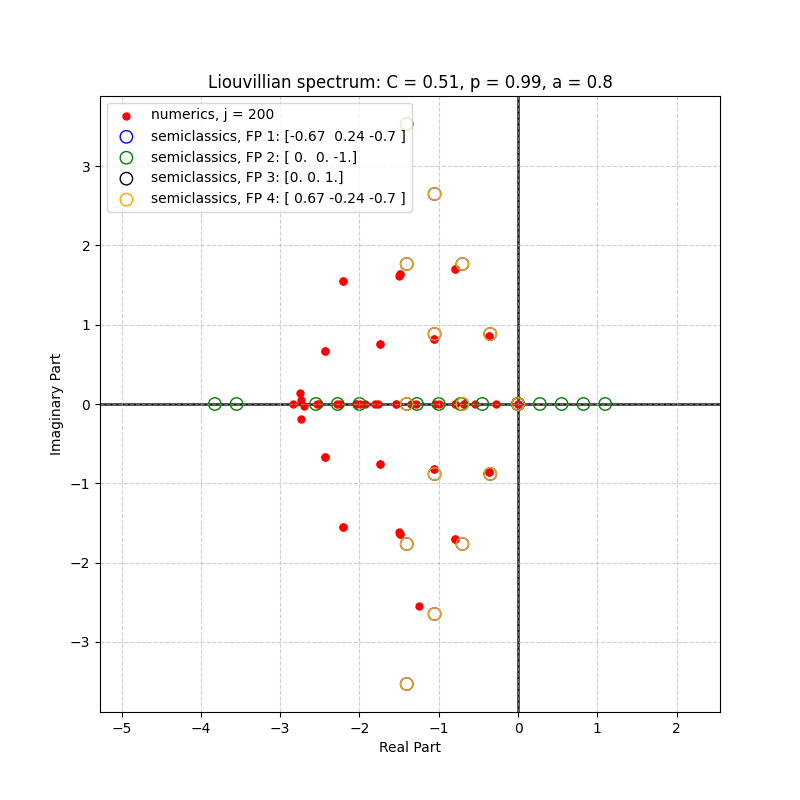 Liouvillian spectrum: C = 0.51, p = 0.99, a = 0.8
numerics, j = 200
semiclassics, FP 1: [-0.67  0.24 -0.7 ]
semiclassics, FP 2: [ 0.  0. -1.]
semiclassics, FP 3: [0. 0. 1.]
semiclassics, FP 4: [ 0.67 -0.24 -0.7 ]
3
2
1
0
−1
−2
−3
Imaginary Part
−5 −4 −3 −2 −1 0 1 2
Real Part